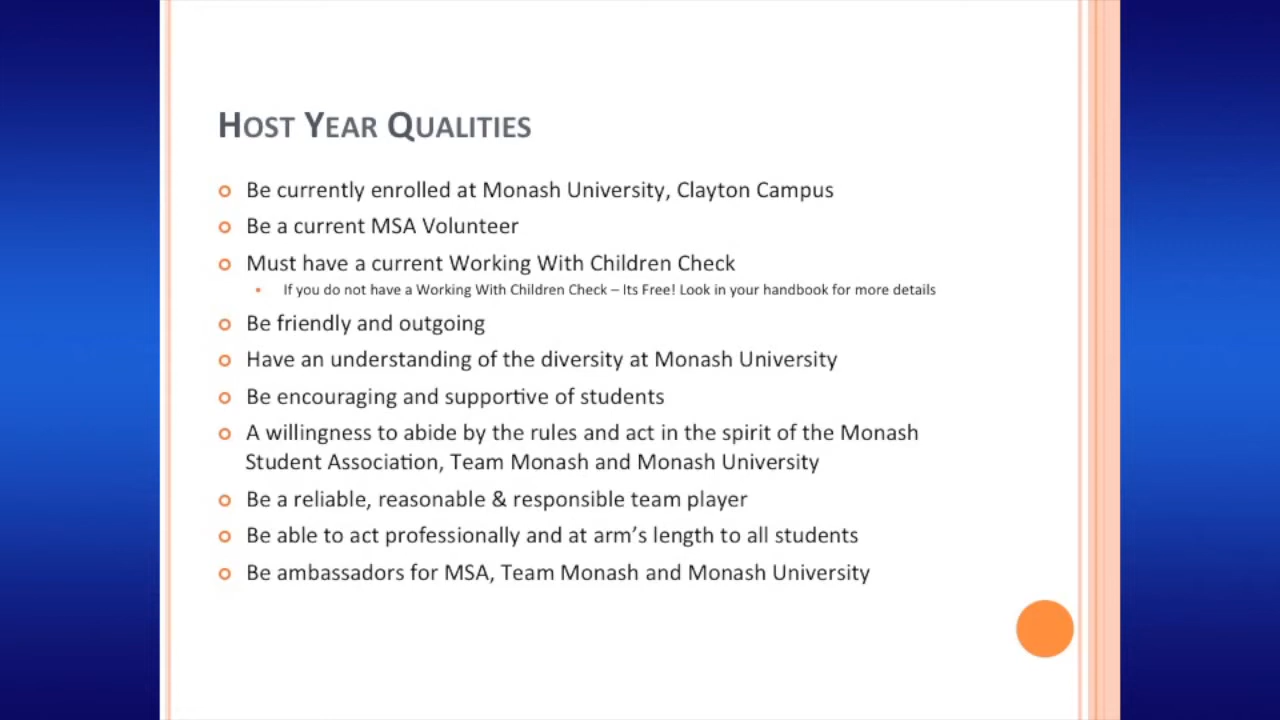 HOST YEAR QUALITIES
Be currently enrolled at Monash University, Clayton Campus
Be a current MSA Volunteer
Must have a current Working With Children Check
If you do not have a Working With Children Check – Its Free! Look in your handbook for more details
Be friendly and outgoing
Have an understanding of the diversity at Monash University
Be encouraging and supportive of students
A willingness to abide by the rules and act in the spirit of the Monash
Student Association, Team Monash and Monash University
Be a reliable, reasonable & responsible team player
Be able to act professionally and at arm’s length to all students
Be ambassadors for MSA, Team Monash and Monash University